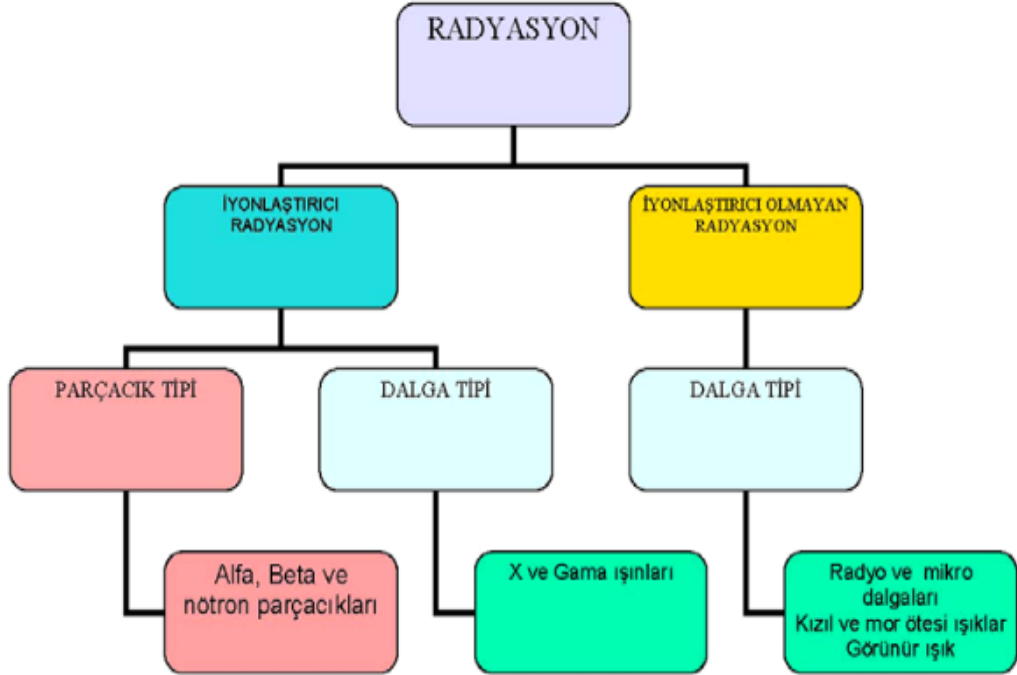 RADYASYON
İYONLAŞTIRICI
RADYASYON
İYONLAŞTIRICI OLMAYAN
RADYASYON
PARÇACIK TİPİ
DALGA TİPİ
DALGA TİPİ
Alfa, Beta ve
nötron parçacıkları
X ve Gama ışınları
Radyo ve mikro
dalgaları
Kızıl ve mor ötesi ışıklar
Görünür ışık